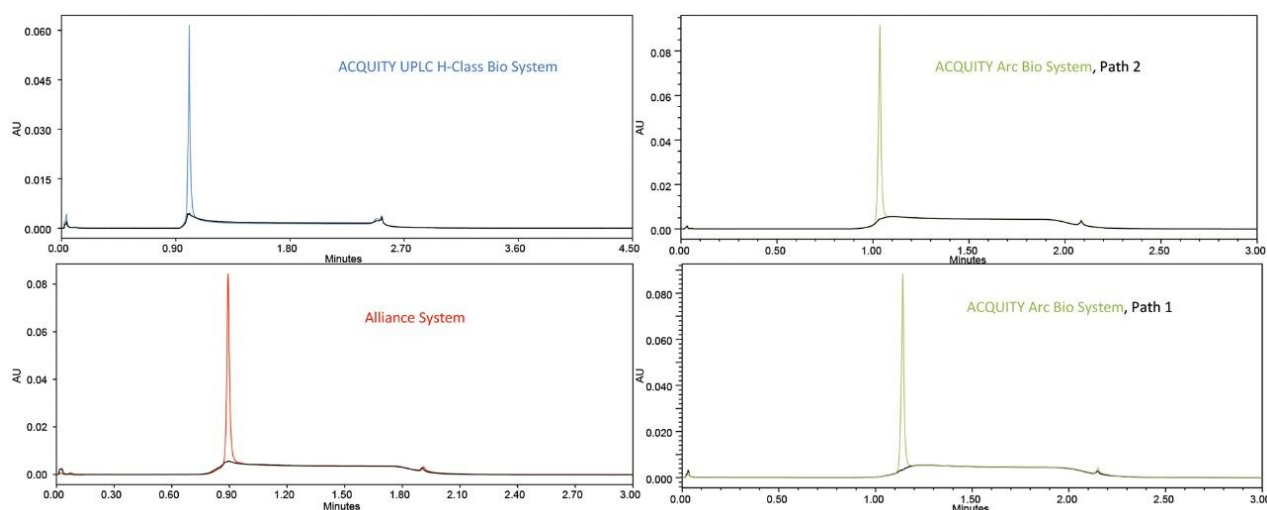 0.060
ACQUITY UPLC H-Class Bio System
0.045
AU
0.030
0.015
0.000
0.00 0.90 1.80 2.70 3.60 4.50
Minutes
0.08
ACQUITY Arc Bio System, Path 2
0.06
AU
0.04
0.02
0.00
0.00 0.50 1.00 1.50 2.00 2.50 3.00
Minutes
0.08
Alliance System
0.06
AU
0.04
0.02
0.00
0.00 0.30 0.60 0.90 1.20 1.50 1.80 2.10 2.40 2.70 3.00
Minutes
0.080
ACQUITY Arc Bio System, Path 1
0.060
AU
0.040
0.020
0.000
0.00 0.50 1.00 1.50 2.00 2.50 3.00
Minutes